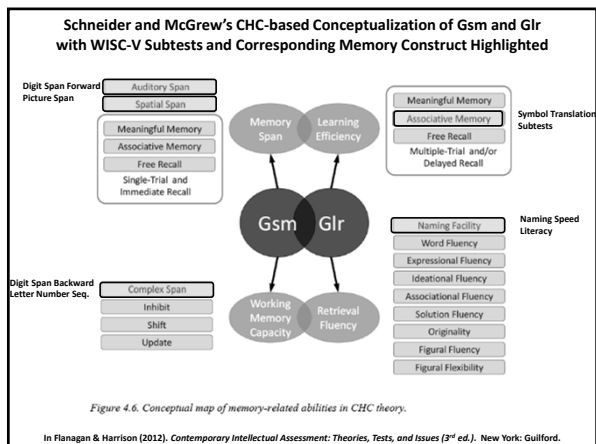 Schneider and McGrew's CHC-based Conceptualization of Gsm and Glr
with WISC-V Subtests and Corresponding Memory Construct Highlighted
Digit Span Forward
Picture Span
Auditory Span
Spatial Span
Meaningful Memory
Associative Memory
Free Recall
Single-Trial and
Immediate Recall
Memory
Span
Learning
Efficiency
Meaningful Memory
Associative Memory
Free Recall
Multiple-Trial and/or
Delayed Recall
Symbol Translation
Subtests
Gsm
Glr
Naming Facility
Word Fluency
Expressional Fluency
Ideational Fluency
Associational Fluency
Solution Fluency
Originality
Figural Fluency
Figural Flexibility
Naming Speed
Literacy
Digit Span Backward
Letter Number Seq.
Complex Span
Inhibit
Shift
Update
Working
Memory
Capacity
Retrieval
Fluency
Figure 4.6. Conceptual map of memory-related abilities in CHC theory.
In Flanagan & Harrison (2012). Contemporary Intellectual Assessment: Theories, Tests, and Issues (3rd ed.). New York: Guilford.